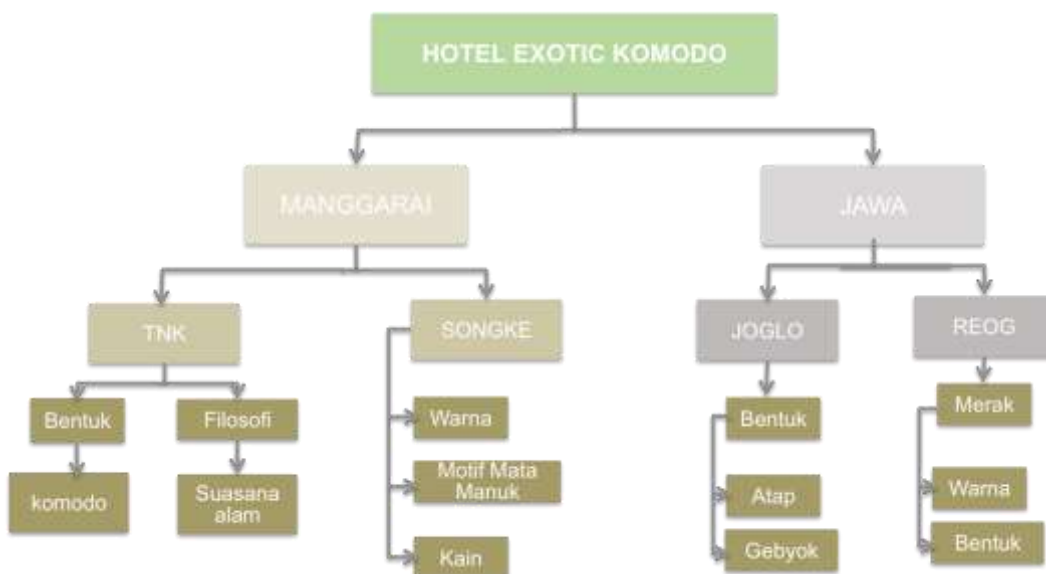 HOTEL EXOTIC KOMODO
MANGGARAI
JAWA
TNK
SONGKE
JOGLO
REOG
Bentuk
Filosofi
Warna
Bentuk
Merak
komodo
Suasana
alam
Motif Mata
Manuk
Atap
Warna
Kain
Gebyok
Bentuk